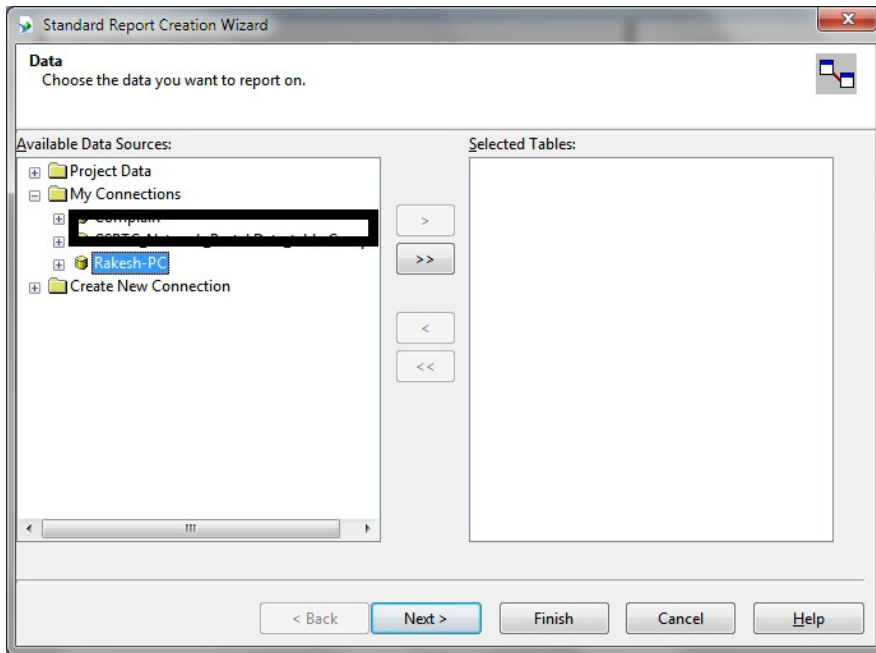 Standard Report Creation Wizard
Data
Choose the data you want to report on.
Available Data Sources:
Project Data
My Connections
Complain
Rakesh-PC
Create New Connection
Selected Tables:
>
>>
<
<<
< Back
Next >
Finish
Cancel
Help